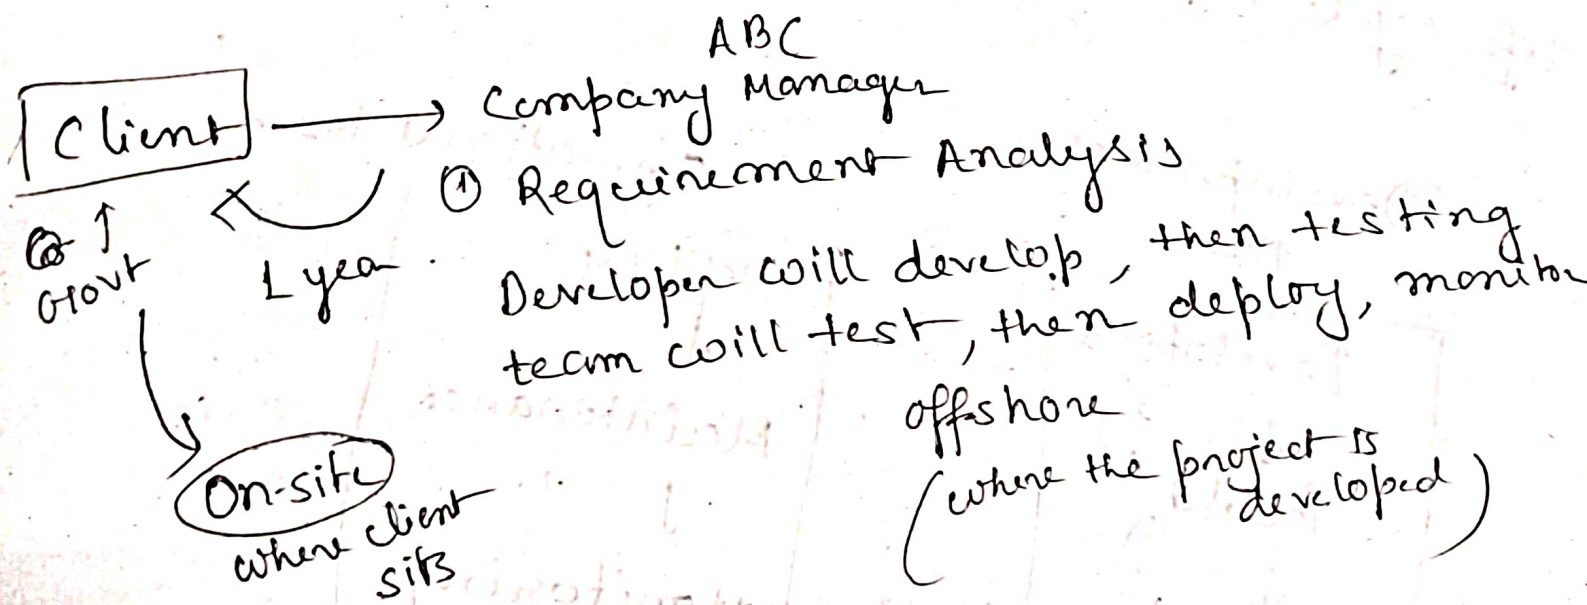 ABC
Client → Company Manager
① Requirement Analysis
Govt
1 year.
Developer will develop, then testing
team will test, then deploy, monitor
offshore
(where the project is
developed)
On-site
where client
sits